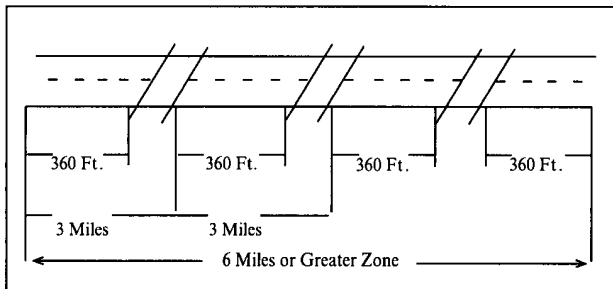 360 Ft. 360 Ft. 360 Ft. 360 Ft.
3 Miles 3 Miles
6 Miles or Greater Zone